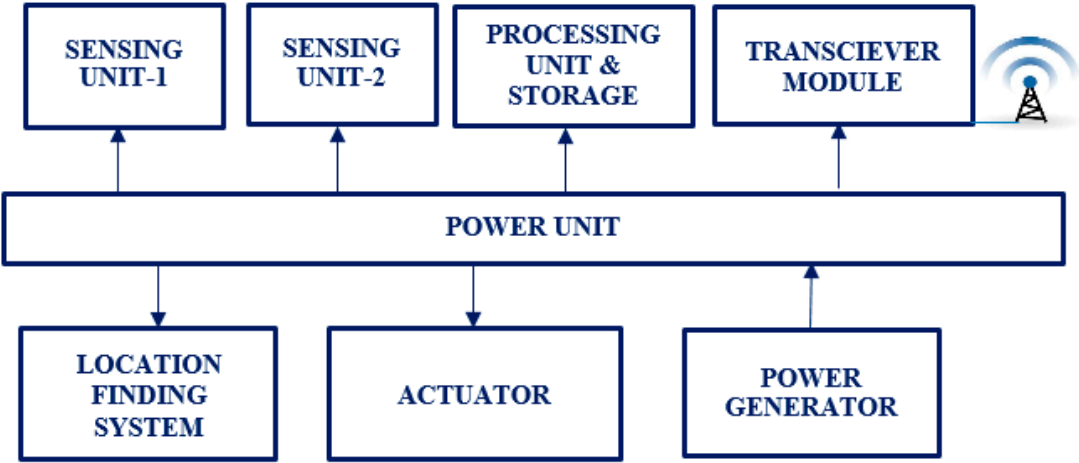 SENSING
UNIT-1
SENSING
UNIT-2
PROCESSING
UNIT &
STORAGE
TRANSCIEVER
MODULE
POWER UNIT
LOCATION
FINDING
SYSTEM
ACTUATOR
POWER
GENERATOR